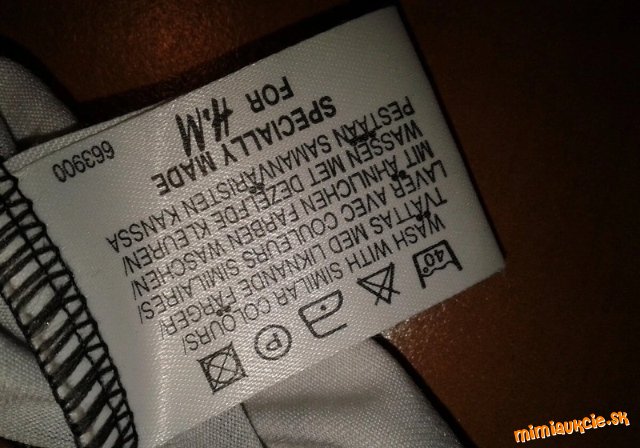 40°
P
WASH WITH SIMILAR COLOURS/
TVÄTTAS MED LIKNANDE FÄRGER/
LAVER AVEC COULEURS SIMILAIRES/
MIT ÄHNLICHEN FARBEN WASCHEN/
WASSEN MET DEZELFDE KLEUREN/
PESTÄÄN SAMANVÄRISTEN KANSSA
SPECIALLY MADE
FOR H.M
663900
mimiaukcie.sk